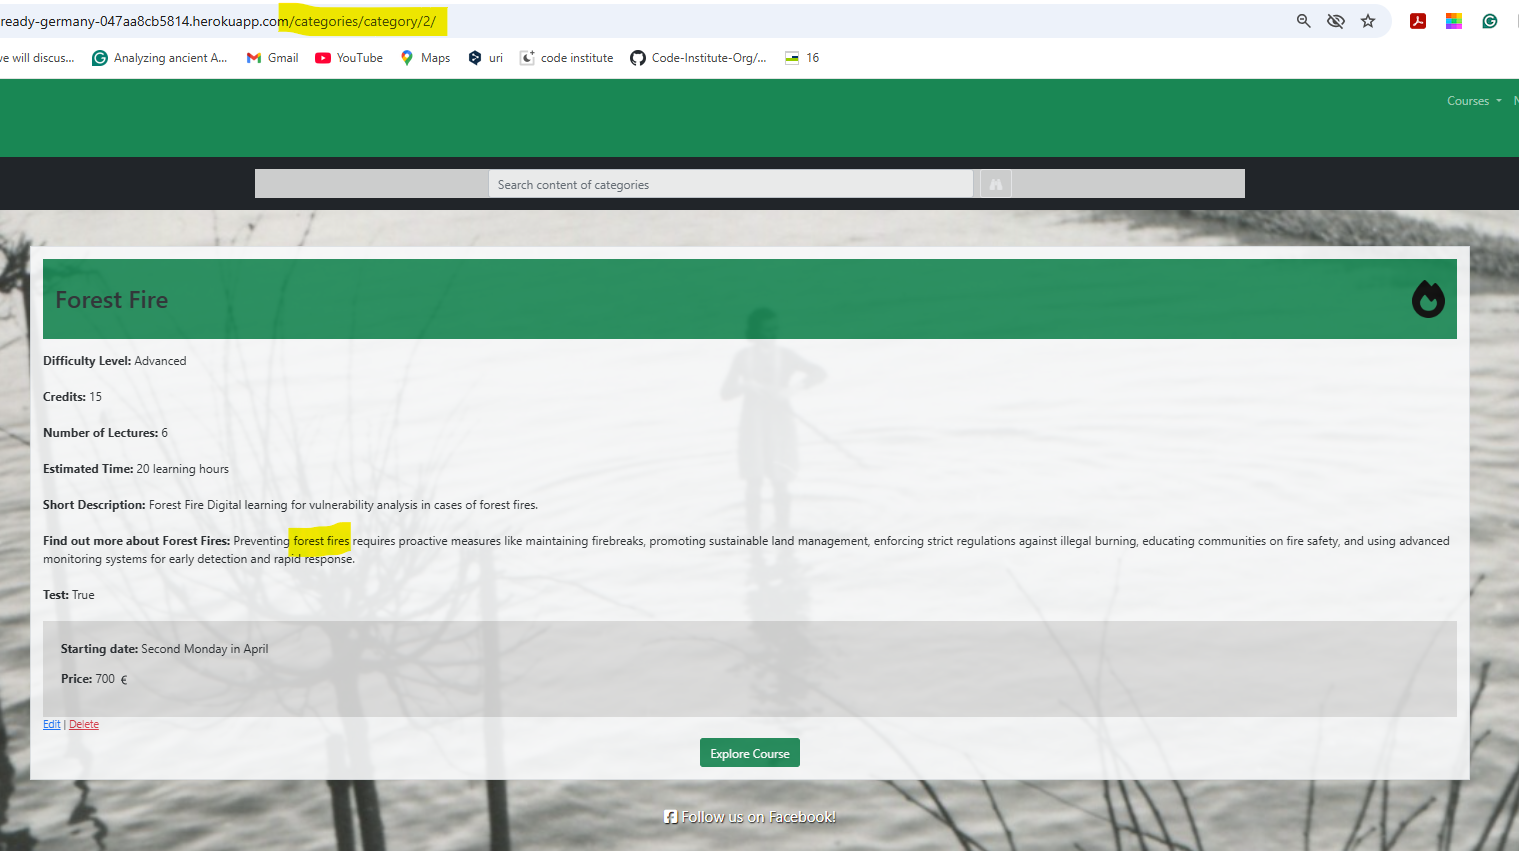 ready-germany-047aa8cb5814.herokuapp.com/categories/category/2/
ve will discus... Analyzing ancient A... Gmail YouTube Maps uri code institute Code-Institute-Org/... 16
Courses N
Search content of categories
Forest Fire
Difficulty Level: Advanced
Credits: 15
Number of Lectures: 6
Estimated Time: 20 learning hours
Short Description: Forest Fire Digital learning for vulnerability analysis in cases of forest fires.
Find out more about Forest Fires: Preventing forest fires requires proactive measures like maintaining firebreaks, promoting sustainable land management, enforcing strict regulations against illegal burning, educating communities on fire safety, and using advanced
monitoring systems for early detection and rapid response.
Test: True
Starting date: Second Monday in April
Price: 700 €
Edit | Delete
Explore Course
Follow us on Facebook!